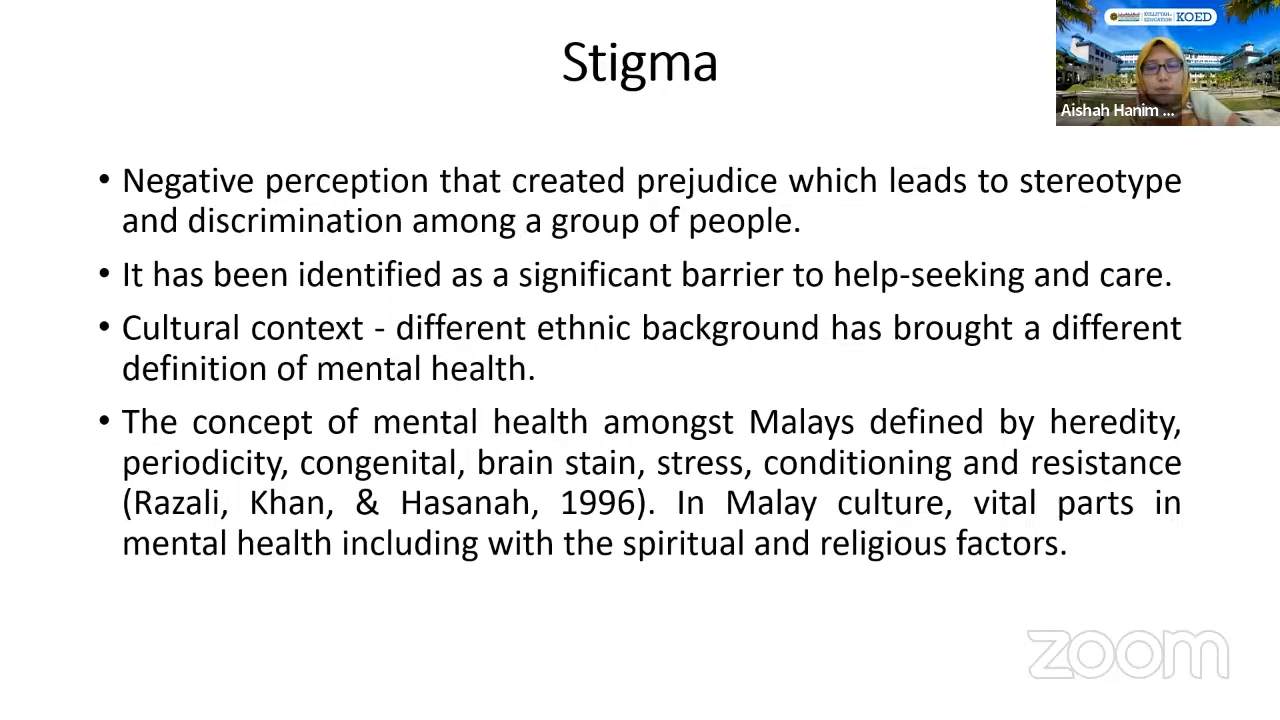 Stigma
KULLIYYAH of
EDUCATION
KOED
Aishah Hanim ...
• Negative perception that created prejudice which leads to stereotype
and discrimination among a group of people.
• It has been identified as a significant barrier to help-seeking and care.
• Cultural context - different ethnic background has brought a different
definition of mental health.
• The concept of mental health amongst Malays defined by heredity,
periodicity, congenital, brain stain, stress, conditioning and resistance
(Razali, Khan, & Hasanah, 1996). In Malay culture, vital parts in
mental health including with the spiritual and religious factors.
zoom